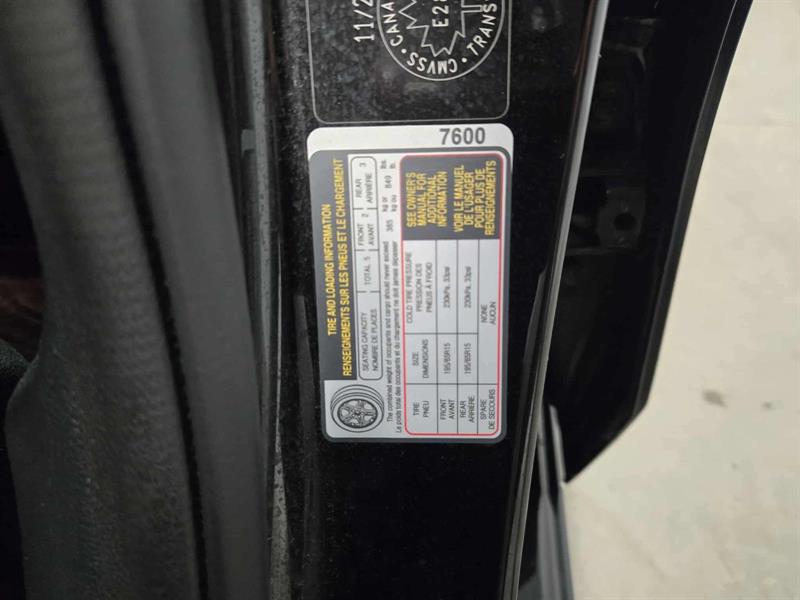 11/2
CMVSS · CANA
TRANS
E28
7600
TIRE AND LOADING INFORMATION
RENSEIGNEMENTS SUR LES PNEUS ET LE CHARGEMENT
SEATING CAPACITY
NOMBRE DE PLACES
TOTAL 5
FRONT
AVANT 2
REAR
ARRIÈRE 3
The combined weight of occupants and cargo should never exceed 385 kg or 849 lbs.
Le poids total des occupants et du chargement ne doit jamais dépasser kg ou lb.
TIRE
PNEU
SIZE
DIMENSIONS
COLD TIRE PRESSURE
PRESSION DES
PNEUS À FROID
SEE OWNER'S
MANUAL FOR
ADDITIONAL
INFORMATION
FRONT
AVANT
195/65R15
230kPa, 33psi
REAR
ARRIÈRE
195/65R15
230kPa, 33psi
VOIR LE MANUEL
DE L'USAGER
POUR PLUS DE
RENSEIGNEMENTS
SPARE
DE SECOURS
NONE
AUCUN